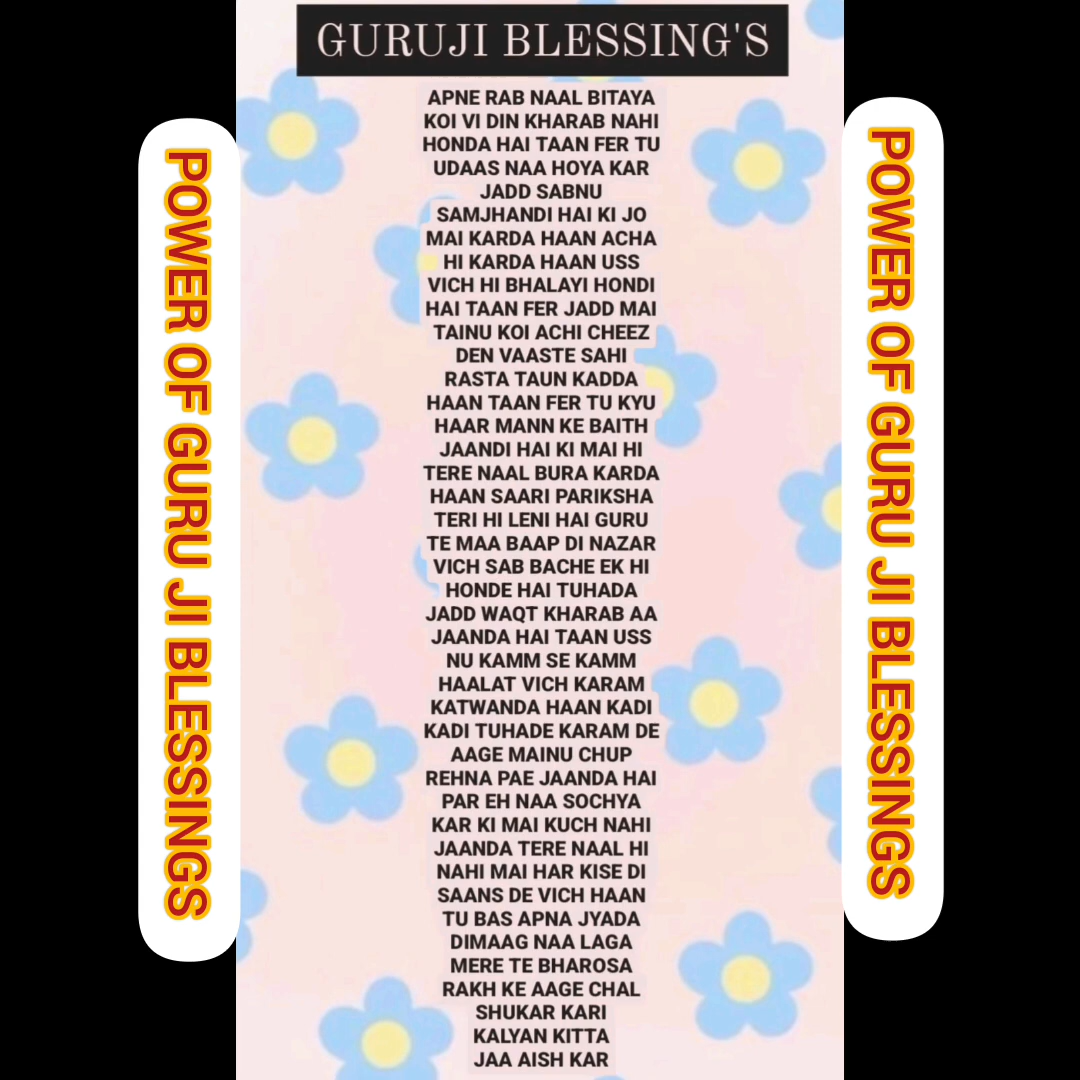 GURUJI BLESSING'S
APNE RAB NAAL BITAYA
KOI VI DIN KHARAB NAHI
HONDA HAI TAAN FER TU
UDAAS NAA HOYA KAR
JADD SABNU
SAMJHANDI HAI KI JO
MAI KARDA HAAN ACHA
HI KARDA HAAN USS
VICH HI BHALAYI HONDI
HAI TAAN FER JADD MAI
TAINU KOI ACHI CHEEZ
DEN VAASTE SAHI
RASTA TAUN KADDA
HAAN TAAN FER TU KYU
HAAR MANN KE BAITH
JAANDI HAI KI MAI HI
TERE NAAL BURA KARDA
HAAN SAARI PARIKSHA
TERI HI LENI HAI GURU
TE MAA BAAP DI NAZAR
VICH SAB BACHE EK HI
HONDE HAI TUHADA
JADD WAQT KHARAB AA
JAANDA HAI TAAN USS
NU KAMM SE KAMM
HAALAT VICH KARAM
KATWANDA HAAN KADI
KADI TUHADE KARAM DE
AAGE MAINU CHUP
REHNA PAE JAANDA HAI
PAR EH NAA SOCHYA
KAR KI MAI KUCH NAHI
JAANDA TERE NAAL HI
NAHI MAI HAR KISE DI
SAANS DE VICH HAAN
TU BAS APNA JYADA
DIMAAG NAA LAGA
MERE TE BHAROSA
RAKH KE AAGE CHAL
SHUKAR KARI
KALYAN KITTA
JAA AISH KAR
POWER OF GURU JI BLESSINGS
POWER OF GURU JI BLESSINGS